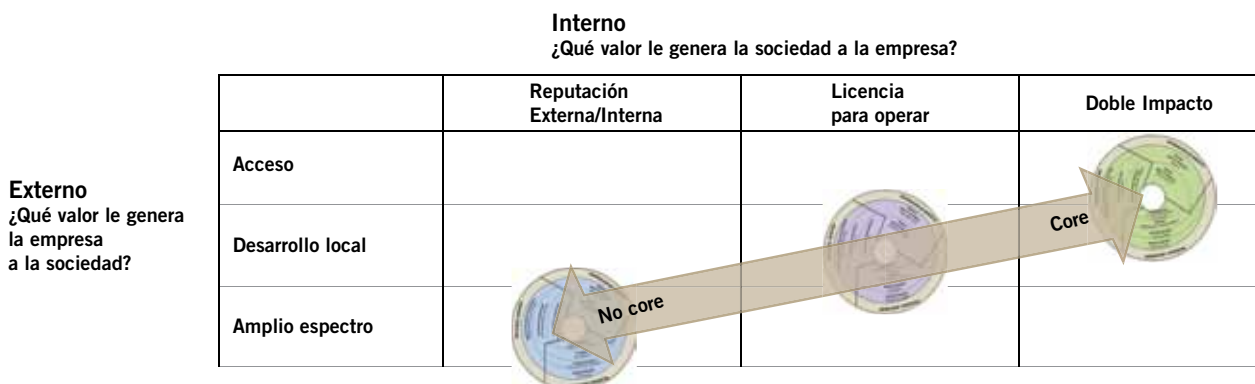 Interno
¿Qué valor le genera la sociedad a la empresa?
Reputación
Externa/Interna
Licencia
para operar
Doble Impacto
Acceso
Externo
¿Qué valor le genera
la empresa
a la sociedad?
Desarrollo local
Core
No core
Amplio espectro